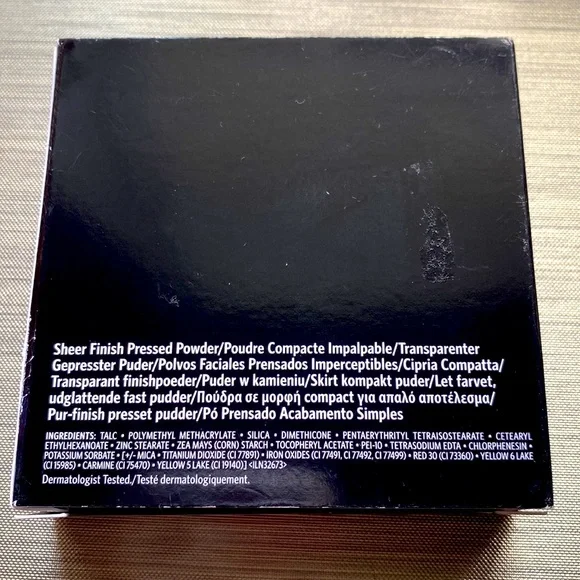 Sheer Finish Pressed Powder/Poudre Compacte Impalpable/Transparenter
Gepresster Puder/Polvos Faciales Prensados Imperceptibles/Cipria Compatta/
Transparant finishpoeder/Puder w kamieniu/Skirt kompakt puder/Let farvet,
udglattende fast pudder/Πούδρα σε μορφή compact για απαλό αποτέλεσμα/
Pur-finish presset pudder/Pó Prensado Acabamento Simples
INGREDIENTS: TALC • POLYMETHYL METHACRYLATE • SILICA • DIMETHICONE • PENTAERYTHRITYL TETRAISOSTEARATE • CETEARYL
ETHYLHEXANOATE • ZINC STEARATE • ZEA MAYS (CORN) STARCH • TOCOPHERYL ACETATE • PEI-10 • TETRASODIUM EDTA • CHLORPHENESIN •
POTASSIUM SORBATE • [+/- MICA • TITANIUM DIOXIDE (CI 77891) • IRON OXIDES (CI 77491, CI 77492, CI 77499) • RED 30 (CI 73360) • YELLOW 6 LAKE
(CI 15985) • CARMINE (CI 75470) • YELLOW 5 LAKE (CI 19140)] <ILN32673>
Dermatologist Tested./Testé dermatologiquement.